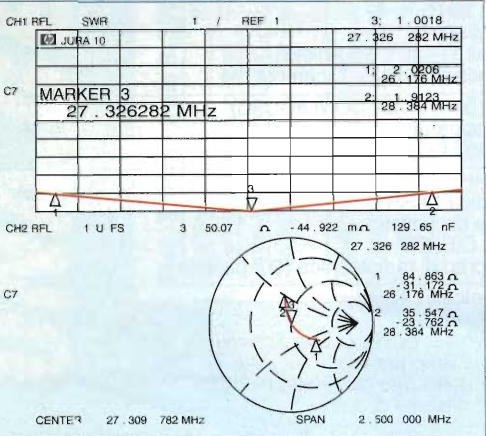 CH1 RFL SWR 1 / REF 1 3; 1.0018
hp JURA 10 27.326 282 MHz
1; 2.0206
26.176 MHz
C7 MARKER 3 2; 1.9123
27.326282 MHz 28.384 MHz
3
1 2
CH2 RFL 1 U FS 3 50.07 Ω -44.922 mΩ 129.65 nF
27.326 282 MHz
1 84.863 Ω
-31.172 Ω
C7 26.176 MHz
2 35.547 Ω
-23.762 Ω
28.384 MHz
3
2
1
CENTER 27.309 782 MHz SPAN 2.500 000 MHz